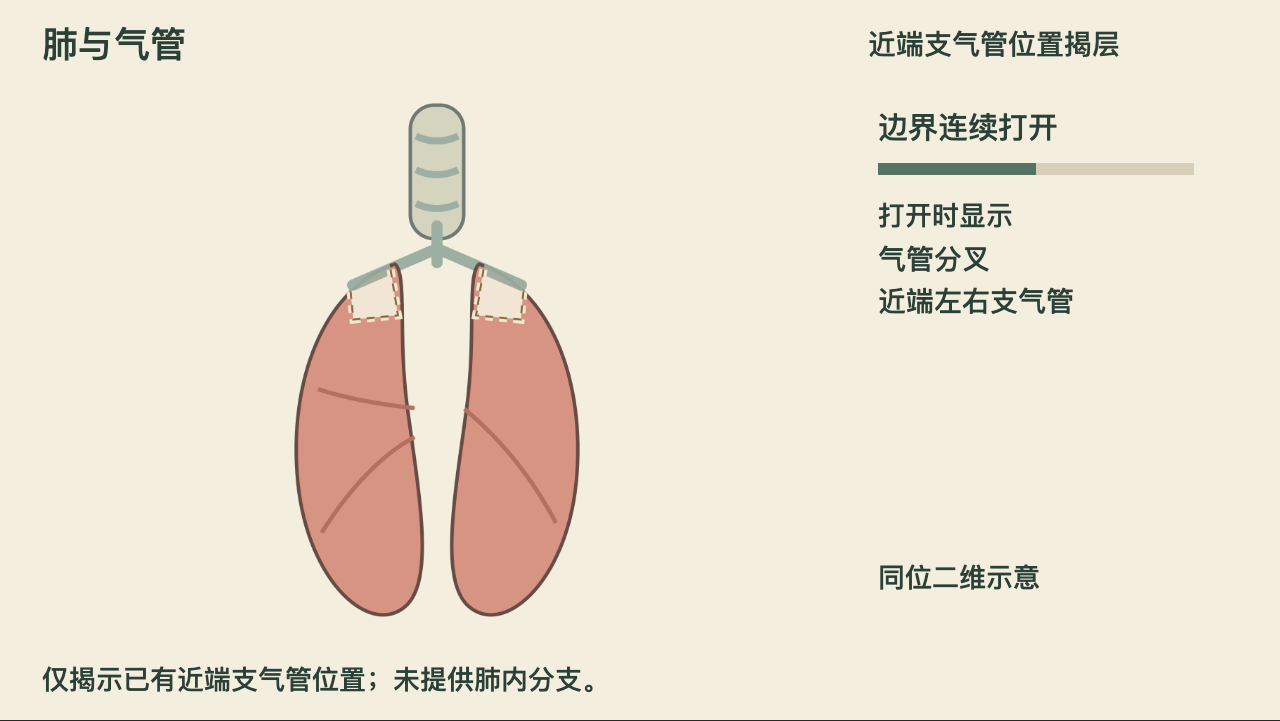 肺与气管
近端支气管位置揭层
边界连续打开
打开时显示
气管分叉
近端左右支气管
同位二维示意
仅揭示已有近端支气管位置；未提供肺内分支。